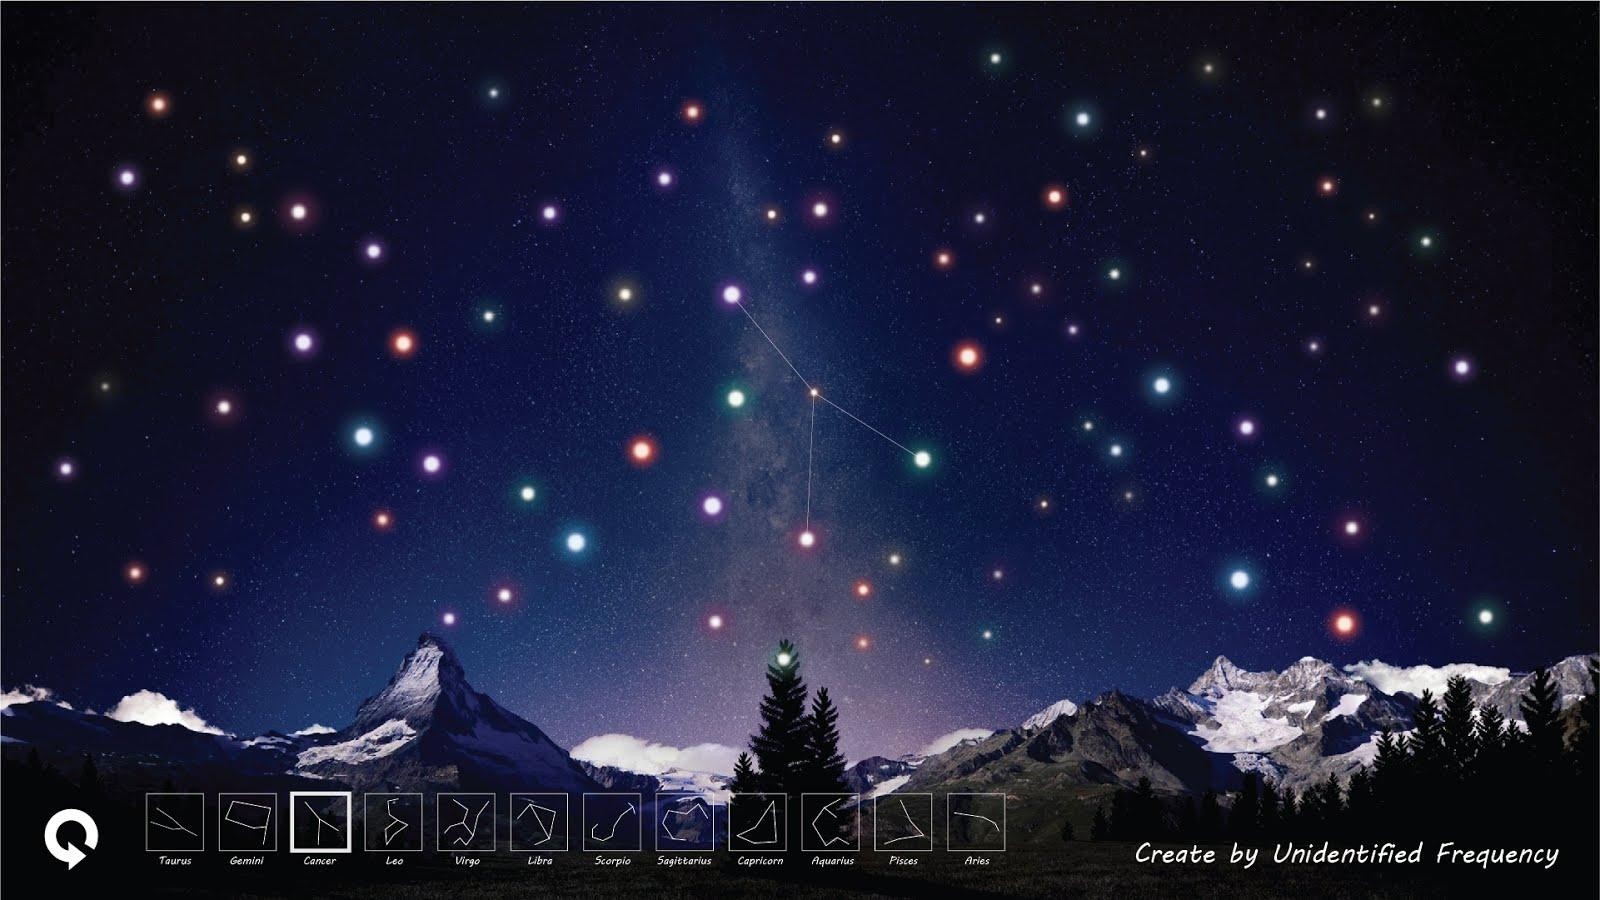 Taurus Gemini Cancer Leo Virgo Libra Scorpio Sagittarius Capricorn Aquarius Pisces Aries
Create by Unidentified Frequency